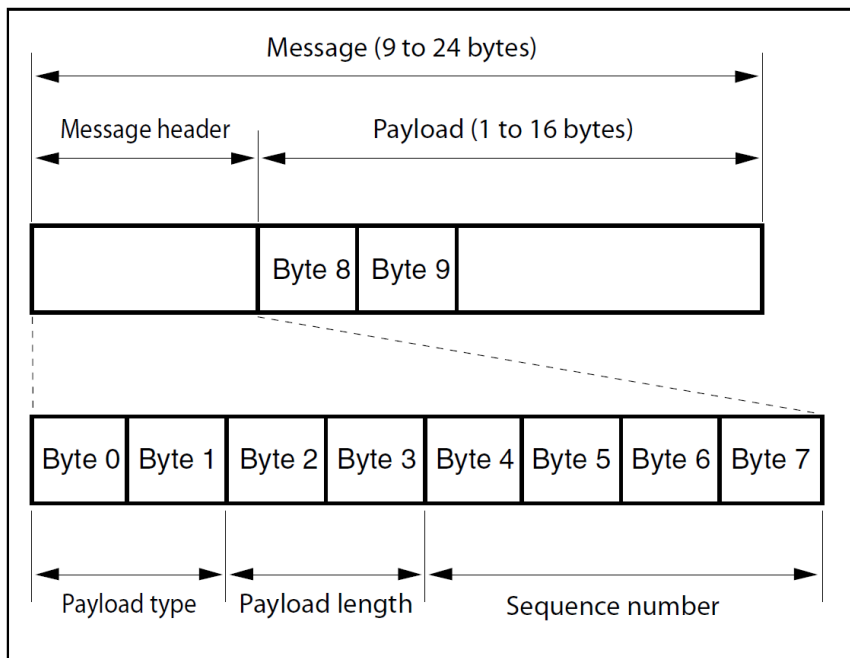 Message (9 to 24 bytes)
Message header
Payload (1 to 16 bytes)
Byte 8
Byte 9
Byte 0
Byte 1
Byte 2
Byte 3
Byte 4
Byte 5
Byte 6
Byte 7
Payload type
Payload length
Sequence number